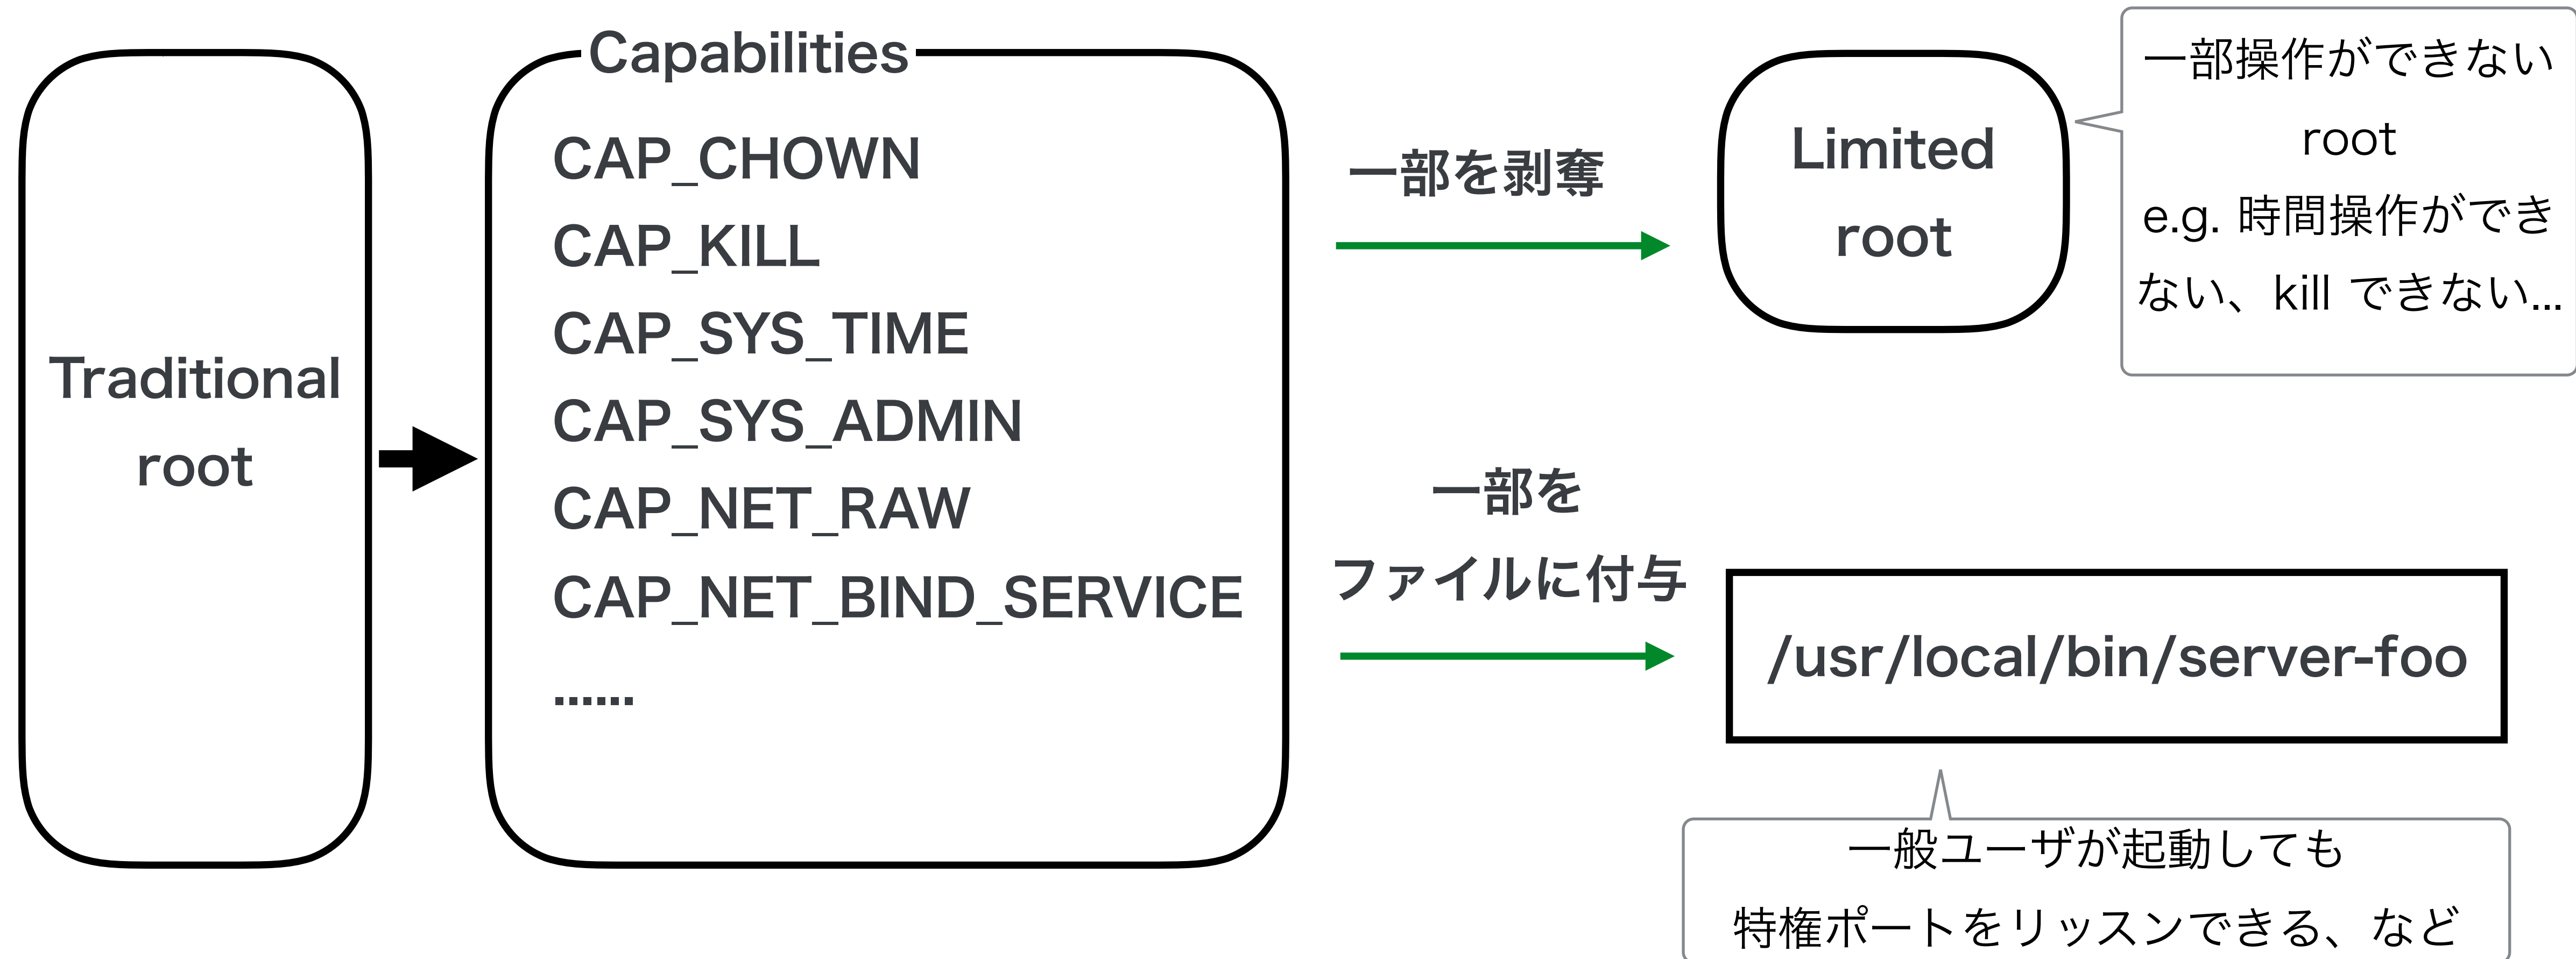 Traditional
root
Capabilities
CAP_CHOWN
CAP_KILL
CAP_SYS_TIME
CAP_SYS_ADMIN
CAP_NET_RAW
CAP_NET_BIND_SERVICE
......
一部を剥奪
Limited
root
一部操作ができない
root
e.g. 時間操作ができ
ない、kill できない...
一部を
ファイルに付与
/usr/local/bin/server-foo
一般ユーザが起動しても
特権ポートをリッスンできる、など